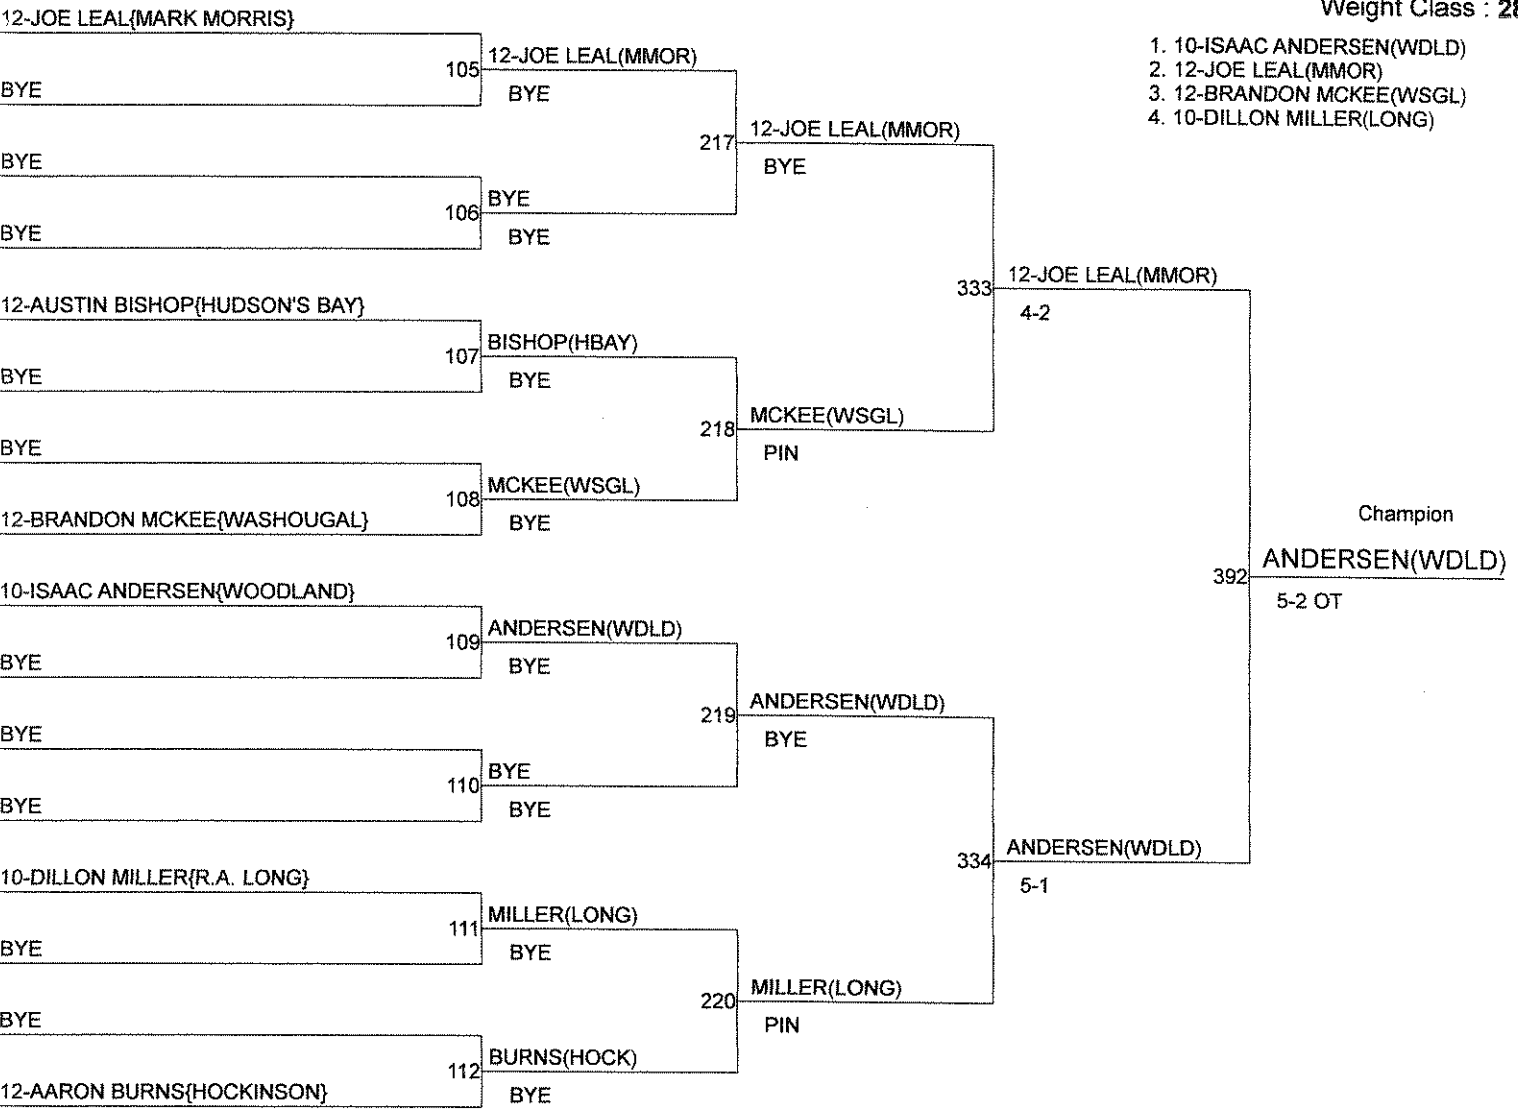 Weight Class : 28
1. 10-ISAAC ANDERSEN(WDLD)
2. 12-JOE LEAL(MMOR)
3. 12-BRANDON MCKEE(WSGL)
4. 10-DILLON MILLER(LONG)
12-JOE LEAL{MARK MORRIS}
BYE
BYE
BYE
12-AUSTIN BISHOP{HUDSON'S BAY}
BYE
BYE
12-BRANDON MCKEE{WASHOUGAL}
10-ISAAC ANDERSEN{WOODLAND}
BYE
BYE
BYE
10-DILLON MILLER{R.A. LONG}
BYE
BYE
12-AARON BURNS{HOCKINSON}
105 12-JOE LEAL(MMOR)
BYE
106 BYE
BYE
107 BISHOP(HBAY)
BYE
108 MCKEE(WSGL)
BYE
109 ANDERSEN(WDLD)
BYE
110 BYE
BYE
111 MILLER(LONG)
BYE
112 BURNS(HOCK)
BYE
217 12-JOE LEAL(MMOR)
BYE
218 MCKEE(WSGL)
PIN
219 ANDERSEN(WDLD)
BYE
220 MILLER(LONG)
PIN
333 12-JOE LEAL(MMOR)
4-2
334 ANDERSEN(WDLD)
5-1
Champion
392 ANDERSEN(WDLD)
5-2 OT